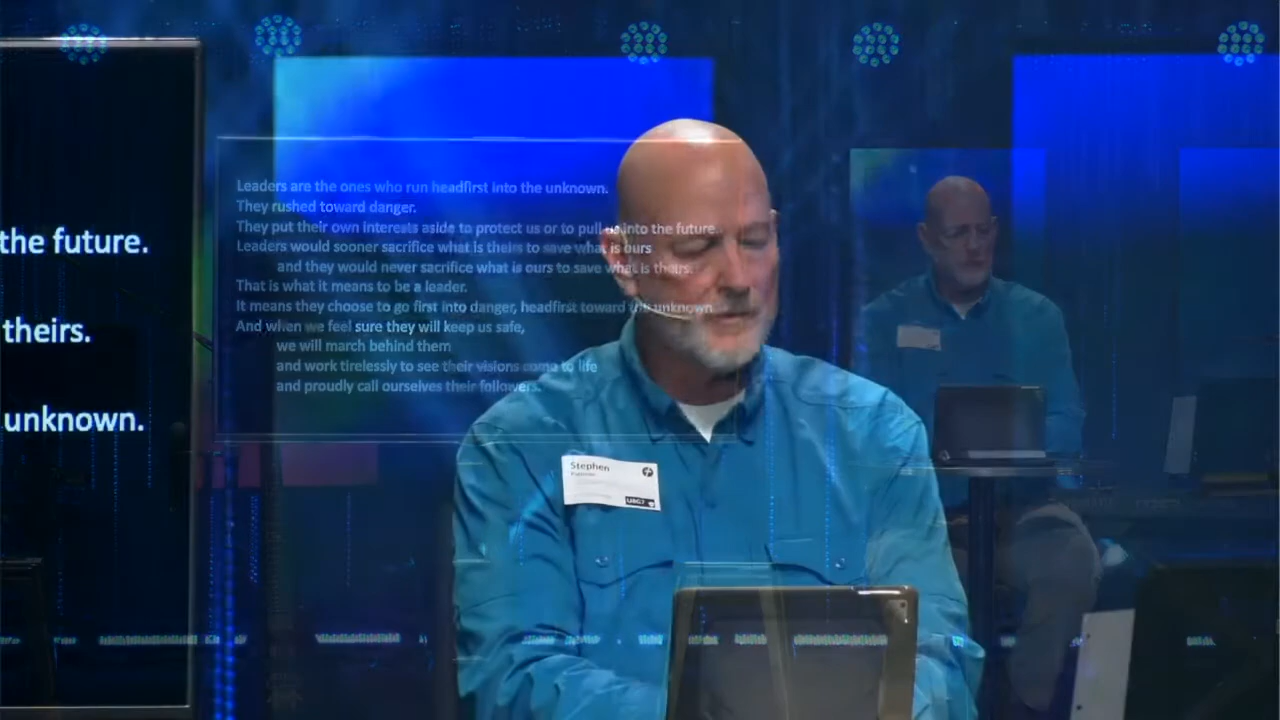 the future.
theirs.
unknown.
Leaders are the ones who run headfirst into the unknown.
They rushed toward danger.
They put their own interests aside to protect us or to pull us into the future.
Leaders would sooner sacrifice what is theirs to save what is ours
and they would never sacrifice what is ours to save what is theirs.
That is what it means to be a leader.
It means they choose to go first into danger, headfirst toward the unknown.
And when we feel sure they will keep us safe,
we will march behind them
and work tirelessly to see their visions come to life
and proudly call ourselves their followers.
Stephen